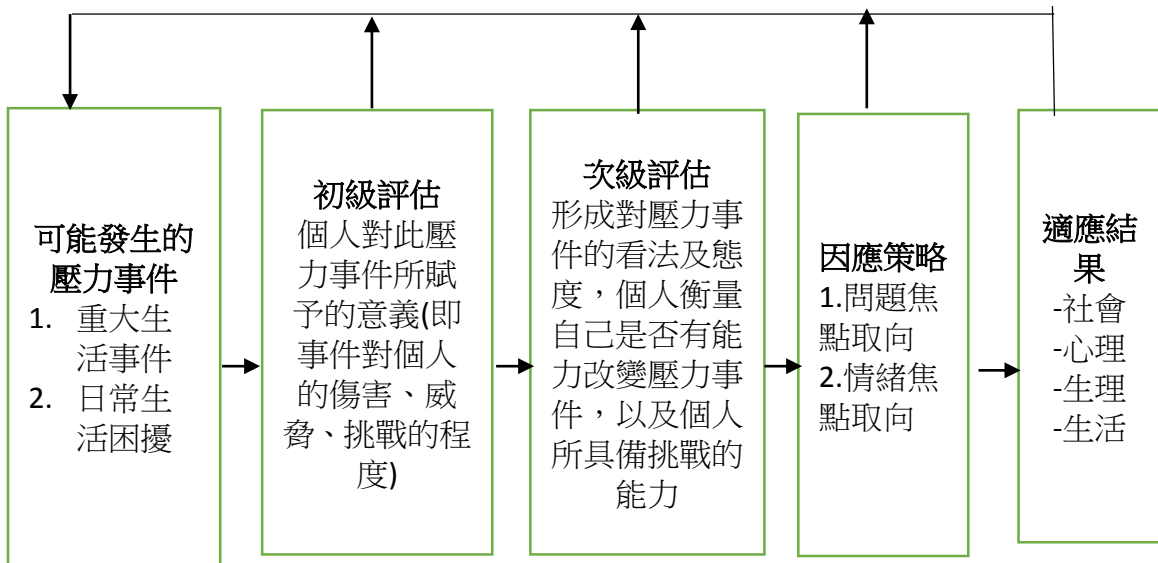 可能發生的
壓力事件
1. 重大生
活事件
2. 日常生
活困擾
初級評估
個人對此壓
力事件所賦
予的意義(即
事件對個人
的傷害、威
脅、挑戰的程
度)
次級評估
形成對壓力事
件的看法及態
度，個人衡量
自己是否有能
力改變壓力事
件，以及個人
所具備挑戰的
能力
因應策略
1.問題焦
點取向
2.情緒焦
點取向
適應結
果
-社會
-心理
-生理
-生活